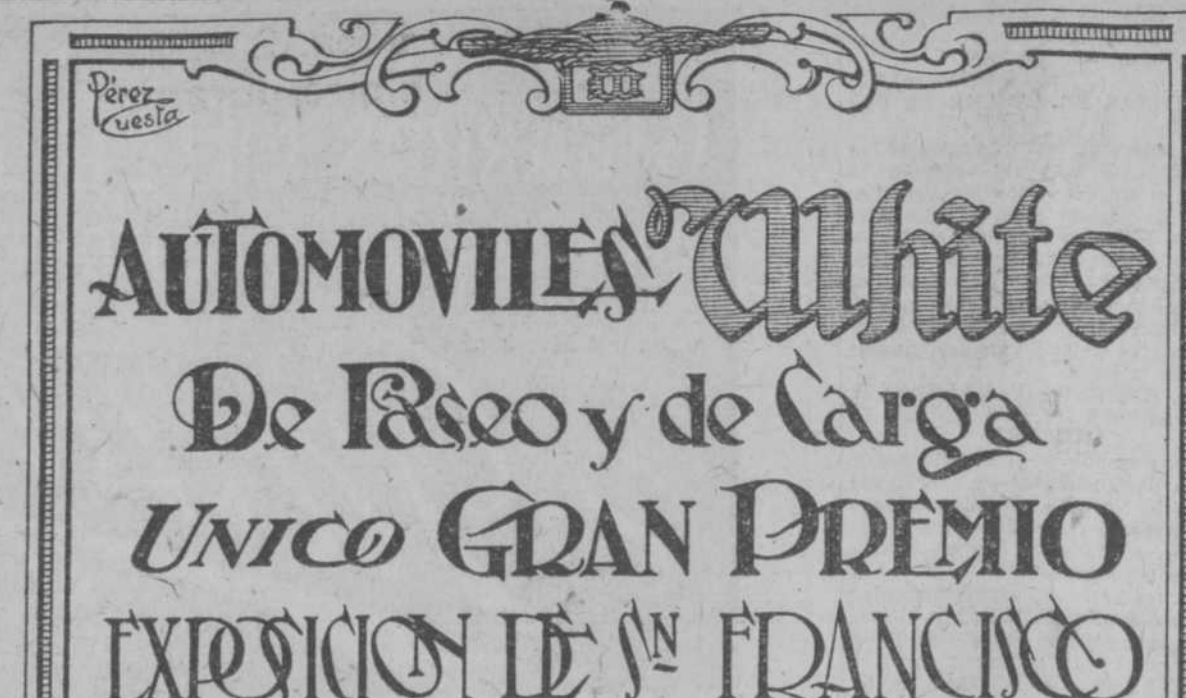 Pérez
Cuesta
AUTOMOVILES White
De Paseo y de Carga
UNICO GRAN PREMIO
EXPOSICION DE SN FRANCISCO